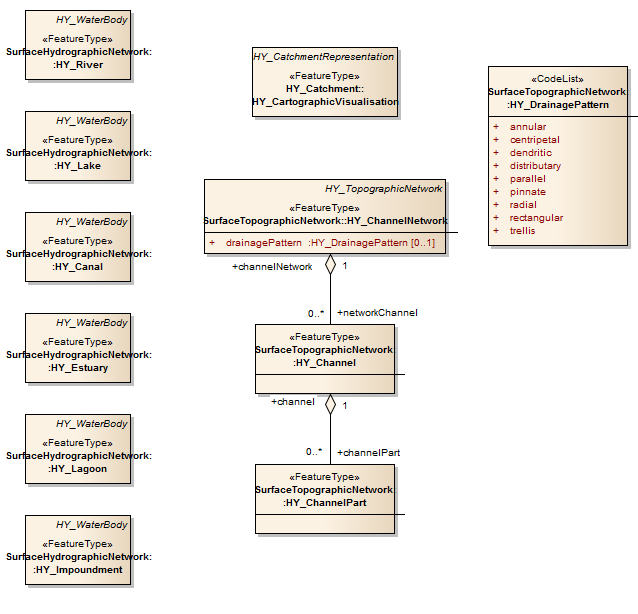 HY_WaterBody
«FeatureType»
SurfaceHydrographicNetwork:
:HY_River
HY_WaterBody
«FeatureType»
SurfaceHydrographicNetwork:
:HY_Lake
HY_WaterBody
«FeatureType»
SurfaceHydrographicNetwork:
:HY_Canal
HY_WaterBody
«FeatureType»
SurfaceHydrographicNetwork:
:HY_Estuary
HY_WaterBody
«FeatureType»
SurfaceHydrographicNetwork:
:HY_Lagoon
HY_WaterBody
«FeatureType»
SurfaceHydrographicNetwork:
:HY_Impoundment
HY_CatchmentRepresentation
«FeatureType»
HY_Catchment::
HY_CartographicVisualisation
HY_TopographicNetwork
«FeatureType»
SurfaceTopographicNetwork::HY_ChannelNetwork
+ drainagePattern :HY_DrainagePattern [0..1]
+channelNetwork 1
0..* +networkChannel
«FeatureType»
SurfaceTopographicNetwork:
:HY_Channel
+channel 1
0..* +channelPart
«FeatureType»
SurfaceTopographicNetwork:
:HY_ChannelPart
«CodeList»
SurfaceTopographicNetwork:
:HY_DrainagePattern
+ annular
+ centripetal
+ dendritic
+ distributary
+ parallel
+ pinnate
+ radial
+ rectangular
+ trellis